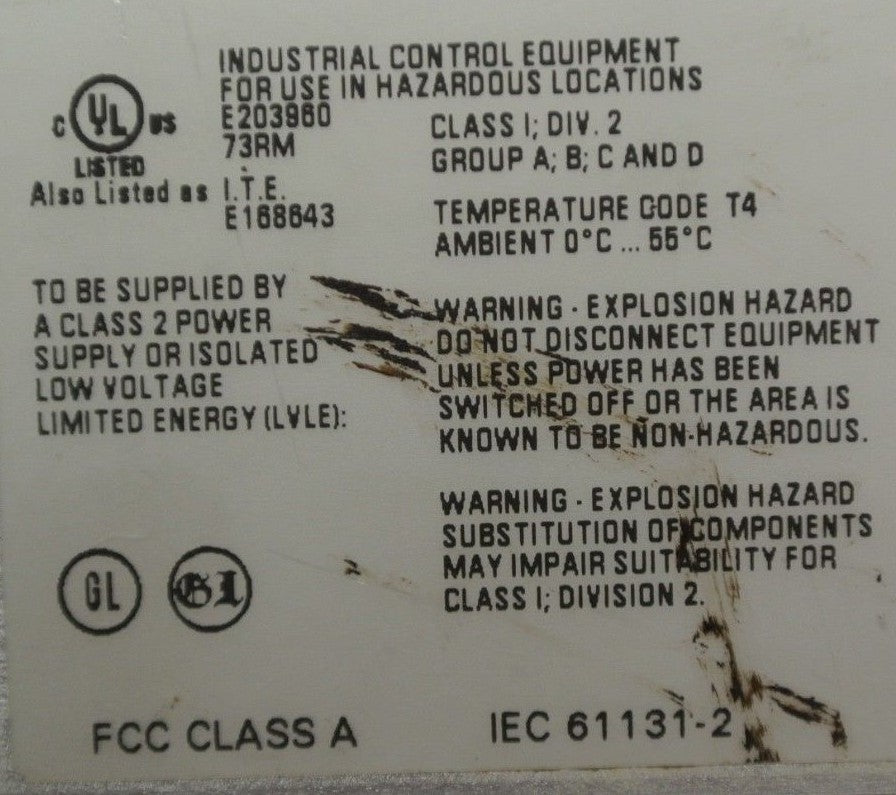 INDUSTRIAL CONTROL EQUIPMENT
FOR USE IN HAZARDOUS LOCATIONS
C UL US
LISTED
E203960
73RM
CLASS I; DIV. 2
GROUP A; B; C AND D
Also Listed as I.T.E.
E168643
TEMPERATURE CODE T4
AMBIENT 0°C ... 55°C
TO BE SUPPLIED BY
A CLASS 2 POWER
SUPPLY OR ISOLATED
LOW VOLTAGE
LIMITED ENERGY (LVLE):
WARNING - EXPLOSION HAZARD
DO NOT DISCONNECT EQUIPMENT
UNLESS POWER HAS BEEN
SWITCHED OFF OR THE AREA IS
KNOWN TO BE NON-HAZARDOUS.
WARNING - EXPLOSION HAZARD
SUBSTITUTION OF COMPONENTS
MAY IMPAIR SUITABILITY FOR
CLASS I; DIVISION 2.
GL GL
FCC CLASS A
IEC 61131-2